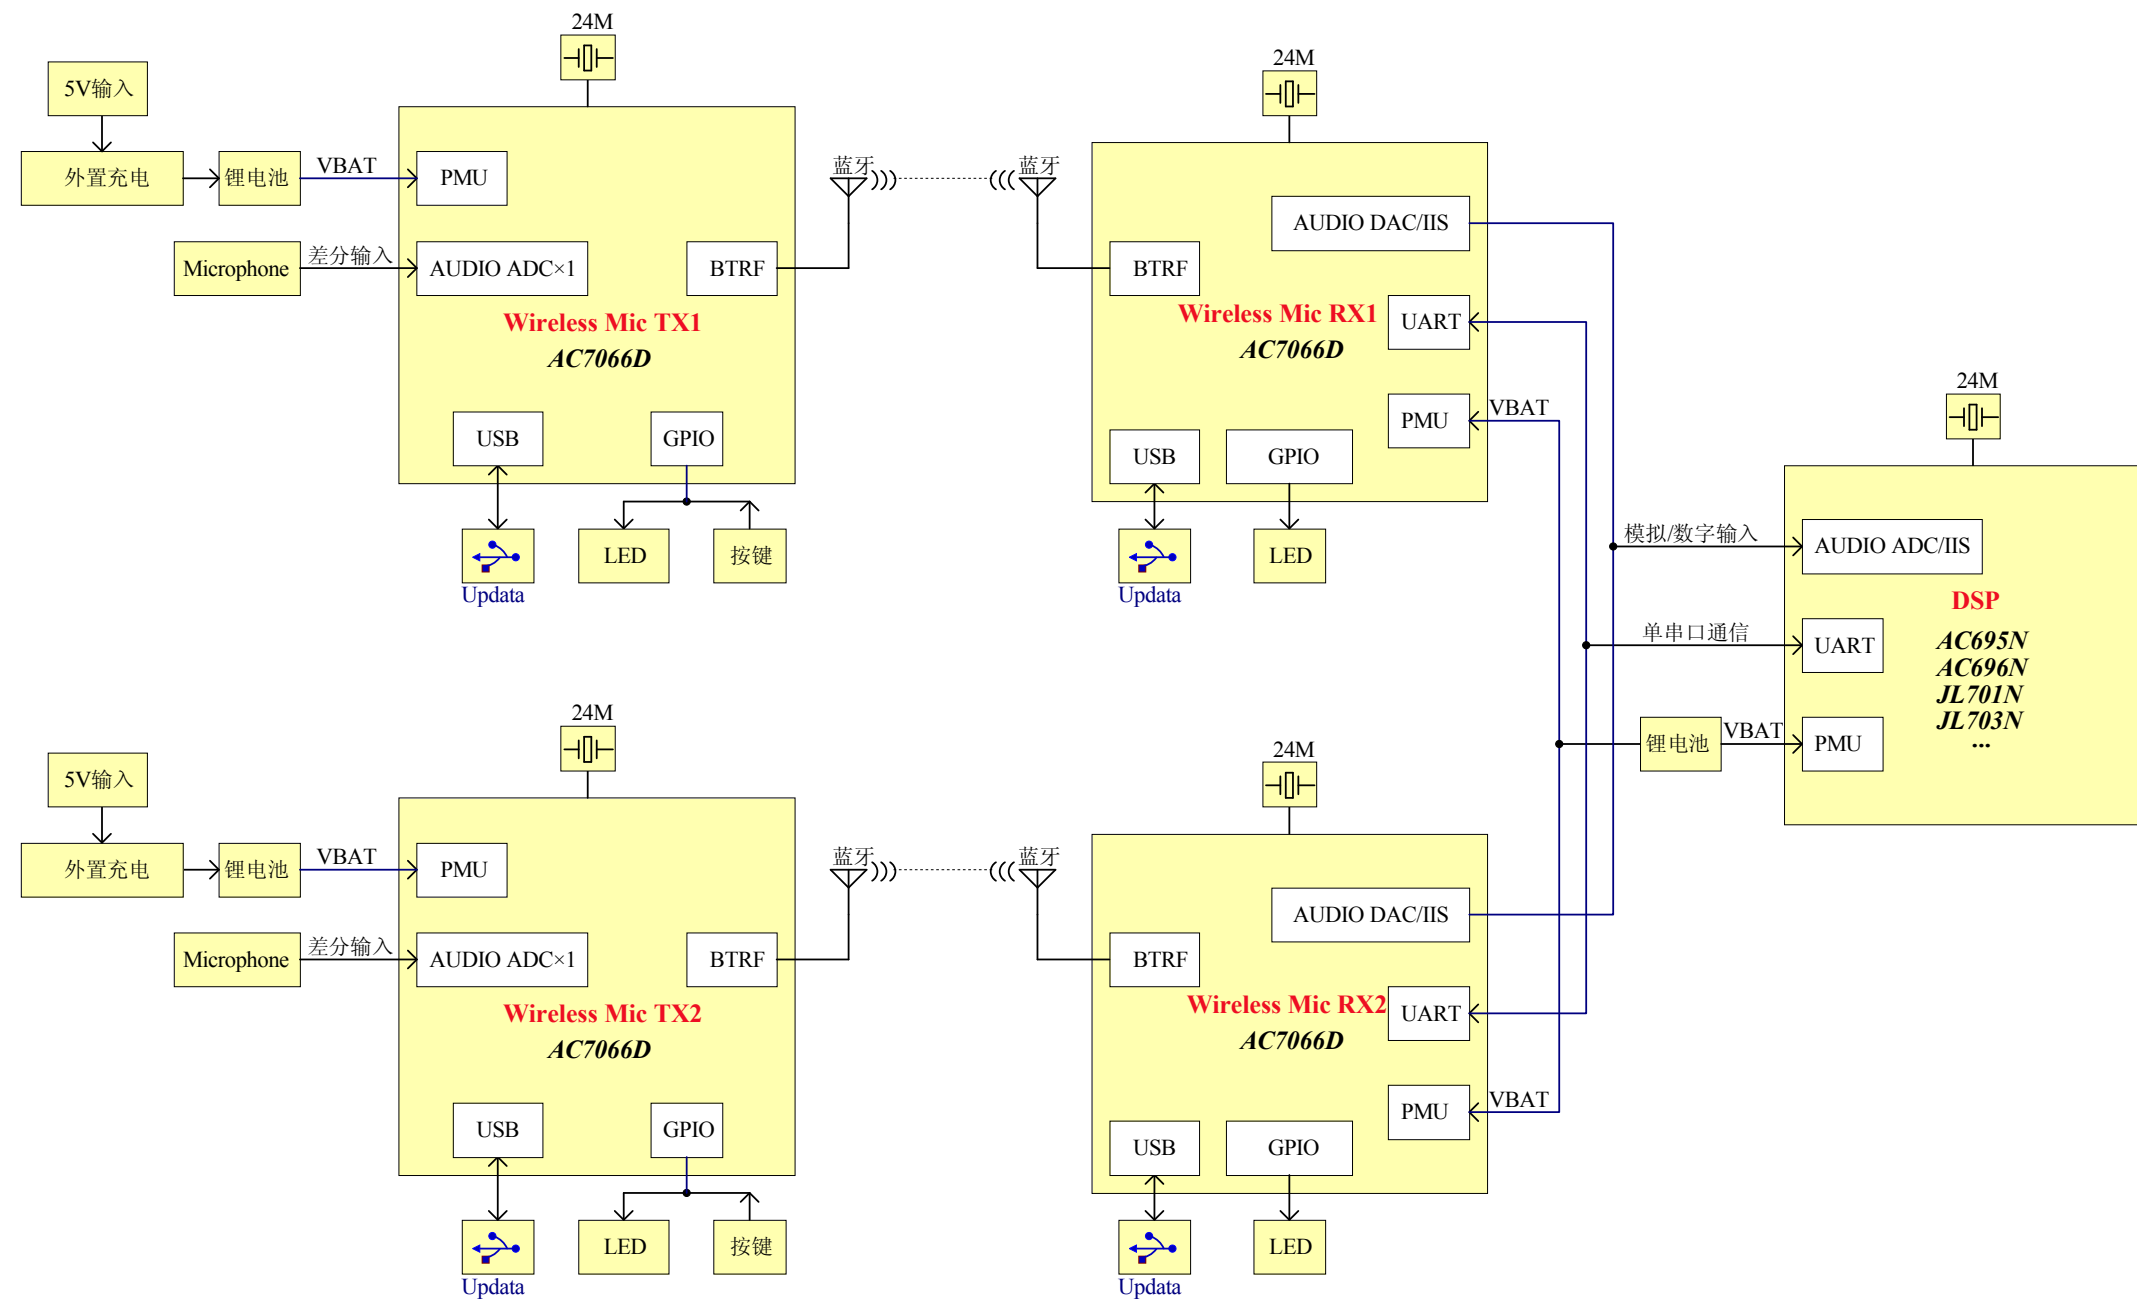 24M
5V输入
外置充电
锂电池
VBAT
PMU
Microphone
差分输入
AUDIO ADC×1
BTRF
Wireless Mic TX1
AC7066D
USB
GPIO
Updata
LED
按键
蓝牙
蓝牙
24M
AUDIO DAC/IIS
BTRF
Wireless Mic RX1
AC7066D
UART
PMU
VBAT
USB
GPIO
Updata
LED
24M
模拟/数字输入
AUDIO ADC/IIS
DSP
单串口通信
UART
AC695N
AC696N
JL701N
JL703N
...
锂电池
VBAT
PMU
24M
5V输入
外置充电
锂电池
VBAT
PMU
Microphone
差分输入
AUDIO ADC×1
BTRF
Wireless Mic TX2
AC7066D
USB
GPIO
Updata
LED
按键
蓝牙
蓝牙
24M
AUDIO DAC/IIS
BTRF
Wireless Mic RX2
AC7066D
UART
PMU
VBAT
USB
GPIO
Updata
LED